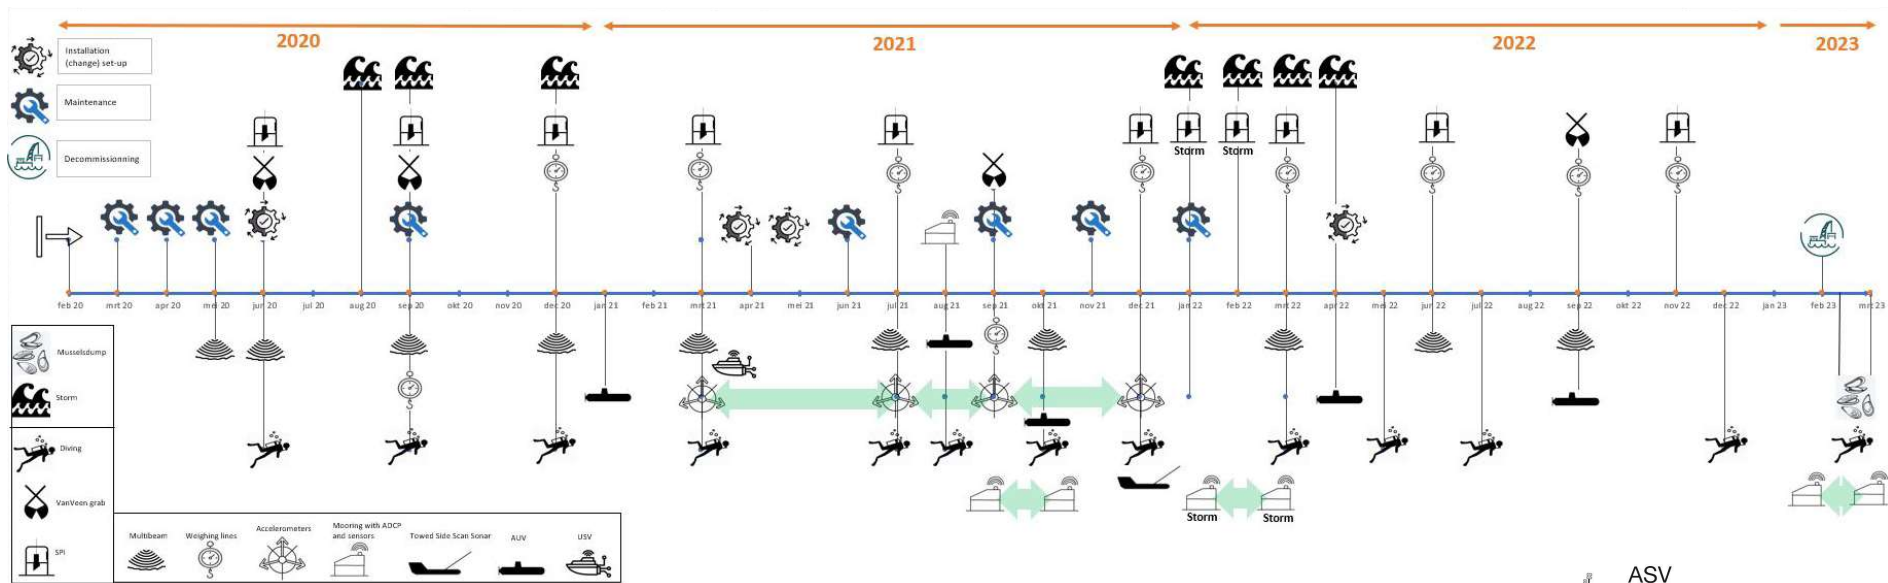 2020
2021
2022
2023
Installation
(change) set-up
Maintenance
Decommissionning
Storm
Storm
feb 20
mrt 20
apr 20
mei 20
jun 20
jul 20
aug 20
sep 20
okt 20
nov 20
dec 20
jan 21
feb 21
mrt 21
apr 21
mei 21
jun 21
jul 21
aug 21
sep 21
okt 21
nov 21
dec 21
jan 22
feb 22
mrt 22
apr 22
mei 22
jun 22
jul 22
aug 22
sep 22
okt 22
nov 22
dec 22
jan 23
feb 23
mrt 23
Musselsdump
Storm
Diving
VanVeen grab
SPI
Storm
Storm
Multibeam
Weighing lines
Accelerometers
Mooring with ADCP
and sensors
Towed Side Scan Sonar
AUV
USV
ASV